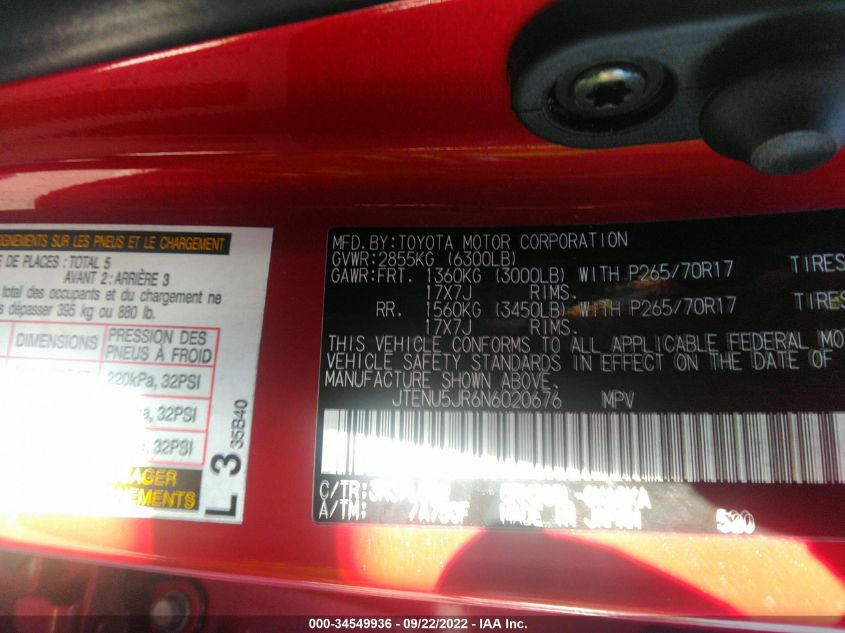 GNEMENTS SUR LES PNEUS ET LE CHARGEMENT
E DE PLACES : TOTAL 5
AVANT 2 : ARRIÈRE 3
total des occupants et du chargement ne
dépasser 395 kg ou 880 lb.
DIMENSIONS PRESSION DES PNEUS À FROID
220kPa, 32PSI
a, 32PSI
32PSI
AGER
NEMENTS
L 3 35B40
MFD. BY: TOYOTA MOTOR CORPORATION
GVWR: 2855KG (6300LB)
GAWR: FRT. 1360KG (3000LB) WITH P265/70R17 TIRES
17X7J RIMS.
RR. 1560KG (3450LB) WITH P265/70R17 TIRES
17X7J RIMS.
THIS VEHICLE CONFORMS TO ALL APPLICABLE FEDERAL MO
VEHICLE SAFETY STANDARDS IN EFFECT ON THE DATE OF
MANUFACTURE SHOWN ABOVE.
JTENU5JR6N6020676 MPV
C/TR:
A/TM: MADE IN JAPAN
000-34549936 - 09/22/2022 - IAA Inc.